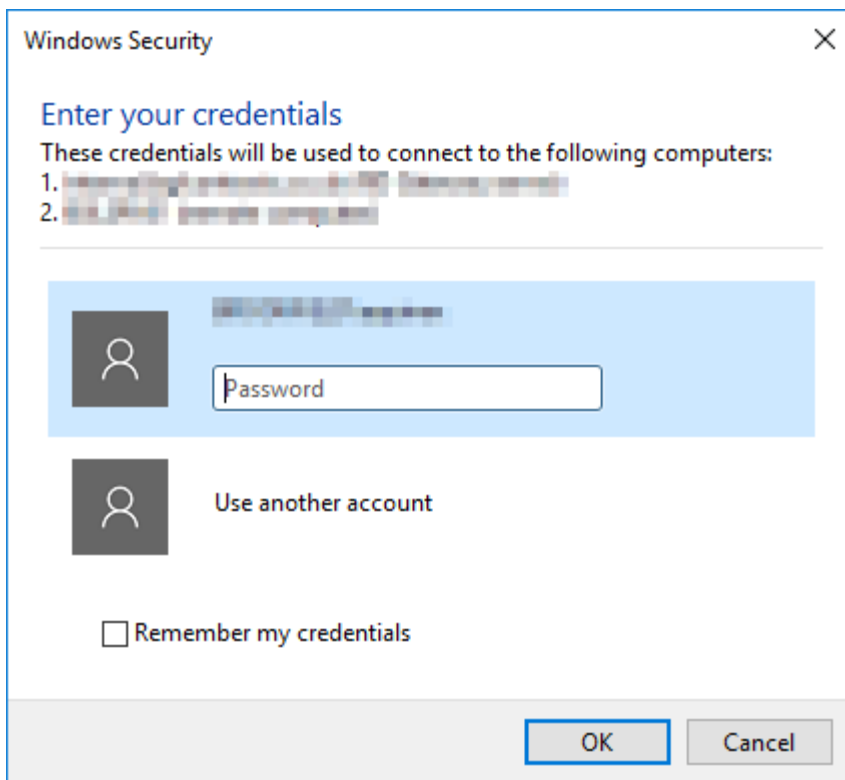 Windows Security
Enter your credentials
These credentials will be used to connect to the following computers:
1.
2.
Password
Use another account
Remember my credentials
OK
Cancel